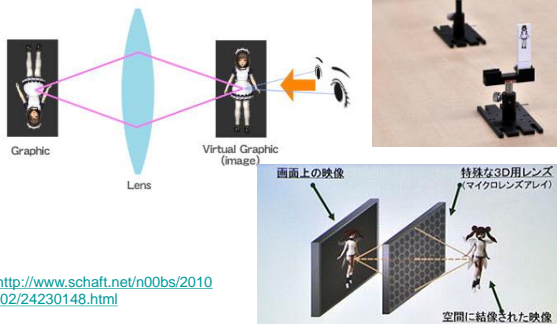 Graphic
Lens
Virtual Graphic
(image)
画面上の映像
特殊な3D用レンズ
(マイクロレンズアレイ)
空間に結像された映像
http://www.schaft.net/n00bs/2010
02/24230148.html